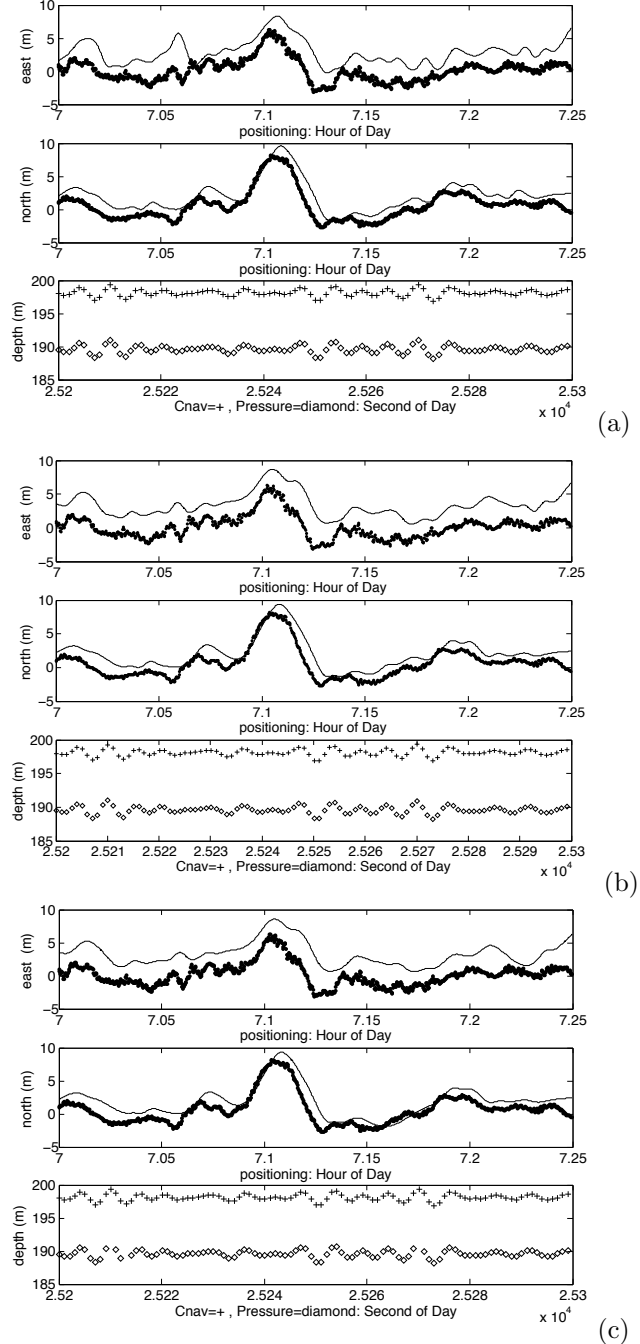 10
5
0
−5
east (m)
7 7.05 7.1 7.15 7.2 7.25
positioning: Hour of Day
10
5
0
−5
north (m)
7 7.05 7.1 7.15 7.2 7.25
positioning: Hour of Day
200
195
190
185
depth (m)
2.52 2.522 2.524 2.526 2.528 2.53
Cnav=+ , Pressure=diamond: Second of Day
x 10^4
(a)
10
5
0
−5
east (m)
7 7.05 7.1 7.15 7.2 7.25
positioning: Hour of Day
10
5
0
−5
north (m)
7 7.05 7.1 7.15 7.2 7.25
positioning: Hour of Day
200
195
190
185
depth (m)
2.52 2.521 2.522 2.523 2.524 2.525 2.526 2.527 2.528 2.529 2.53
Cnav=+ , Pressure=diamond: Second of Day
x 10^4
(b)
10
5
0
−5
east (m)
7 7.05 7.1 7.15 7.2 7.25
positioning: Hour of Day
10
5
0
−5
north (m)
7 7.05 7.1 7.15 7.2 7.25
positioning: Hour of Day
200
195
190
185
depth (m)
2.52 2.522 2.524 2.526 2.528 2.53
Cnav=+ , Pressure=diamond: Second of Day
x 10^4
(c)